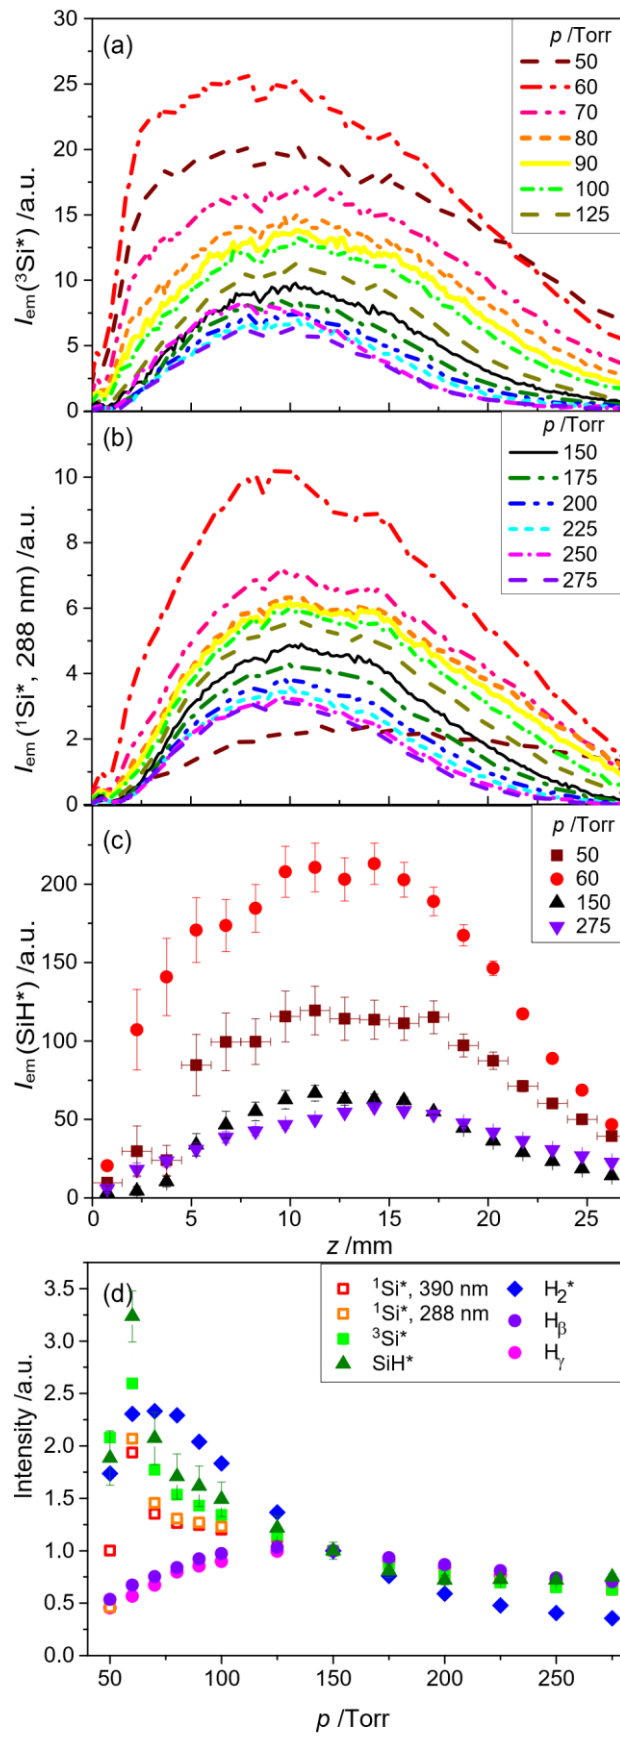 (a)
p /Torr
50
60
70
80
90
100
125
30
25
20
15
10
5
0
I_em(³Si*) /a.u.
(b)
p /Torr
150
175
200
225
250
275
10
8
6
4
2
0
I_em(¹Si*, 288 nm) /a.u.
(c)
p /Torr
50
60
150
275
200
150
100
50
0
I_em(SiH*) /a.u.
0 5 10 15 20 25
z /mm
(d)
¹Si*, 390 nm
¹Si*, 288 nm
³Si*
SiH*
H₂*
Hᵦ
Hᵧ
3.5
3.0
2.5
2.0
1.5
1.0
0.5
0.0
Intensity /a.u.
50 100 150 200 250
p /Torr